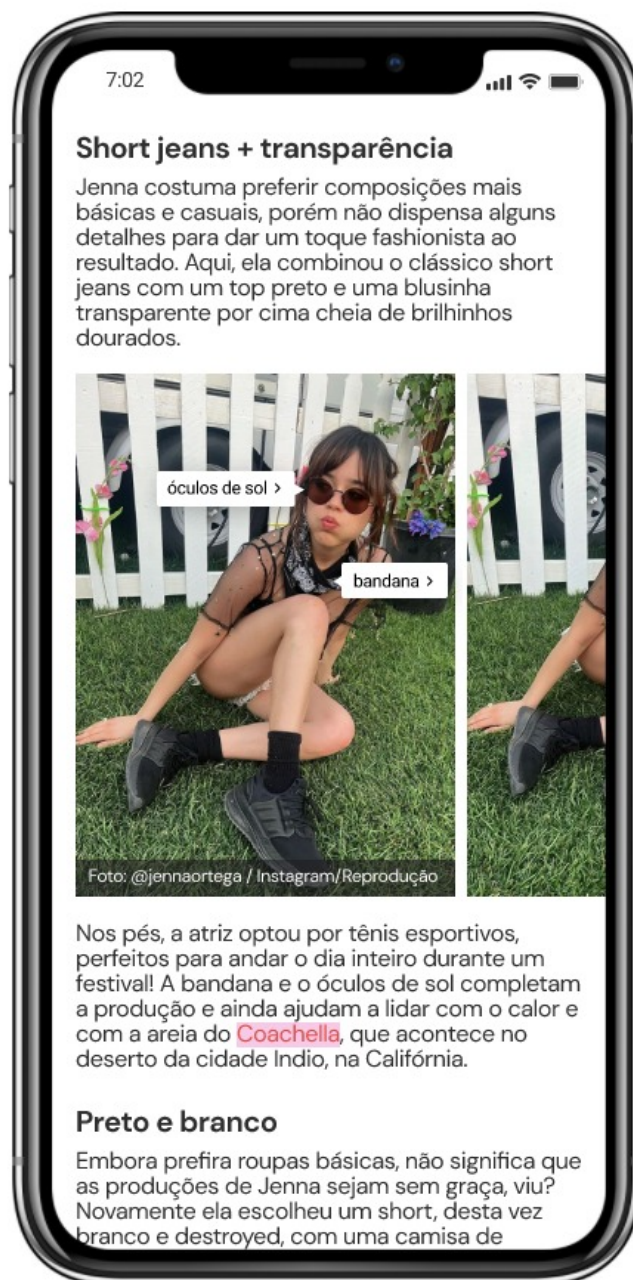 7:02
Short jeans + transparência
Jenna costuma preferir composições mais
básicas e casuais, porém não dispensa alguns
detalhes para dar um toque fashionista ao
resultado. Aqui, ela combinou o clássico short
jeans com um top preto e uma blusinha
transparente por cima cheia de brilhinhos
dourados.
óculos de sol >
bandana >
Foto: @jennaortega / Instagram/Reprodução
Nos pés, a atriz optou por tênis esportivos,
perfeitos para andar o dia inteiro durante um
festival! A bandana e o óculos de sol completam
a produção e ainda ajudam a lidar com o calor e
com a areia do Coachella, que acontece no
deserto da cidade Indio, na Califórnia.
Preto e branco
Embora prefira roupas básicas, não significa que
as produções de Jenna sejam sem graça, viu?
Novamente ela escolheu um short, desta vez
branco e destroyed, com uma camisa de